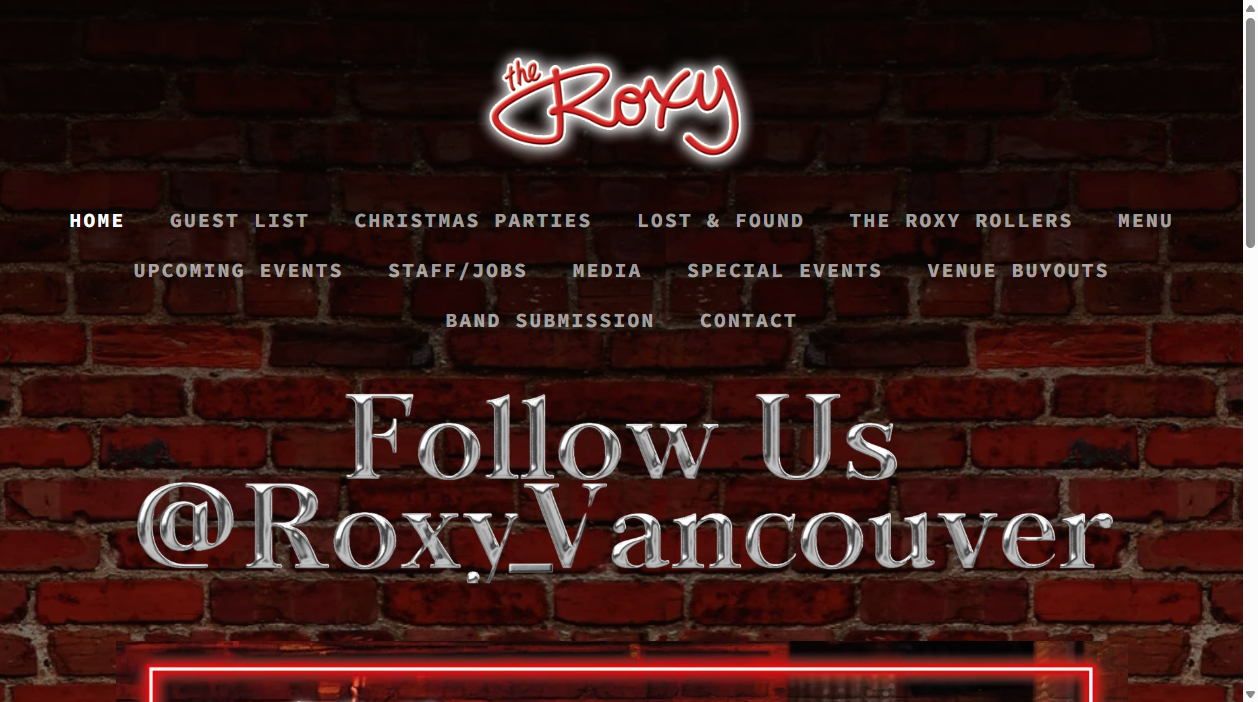 the Roxy
HOME GUEST LIST CHRISTMAS PARTIES LOST & FOUND THE ROXY ROLLERS MENU
UPCOMING EVENTS STAFF/JOBS MEDIA SPECIAL EVENTS VENUE BUYOUTS
BAND SUBMISSION CONTACT
Follow Us
@Roxy_Vancouver